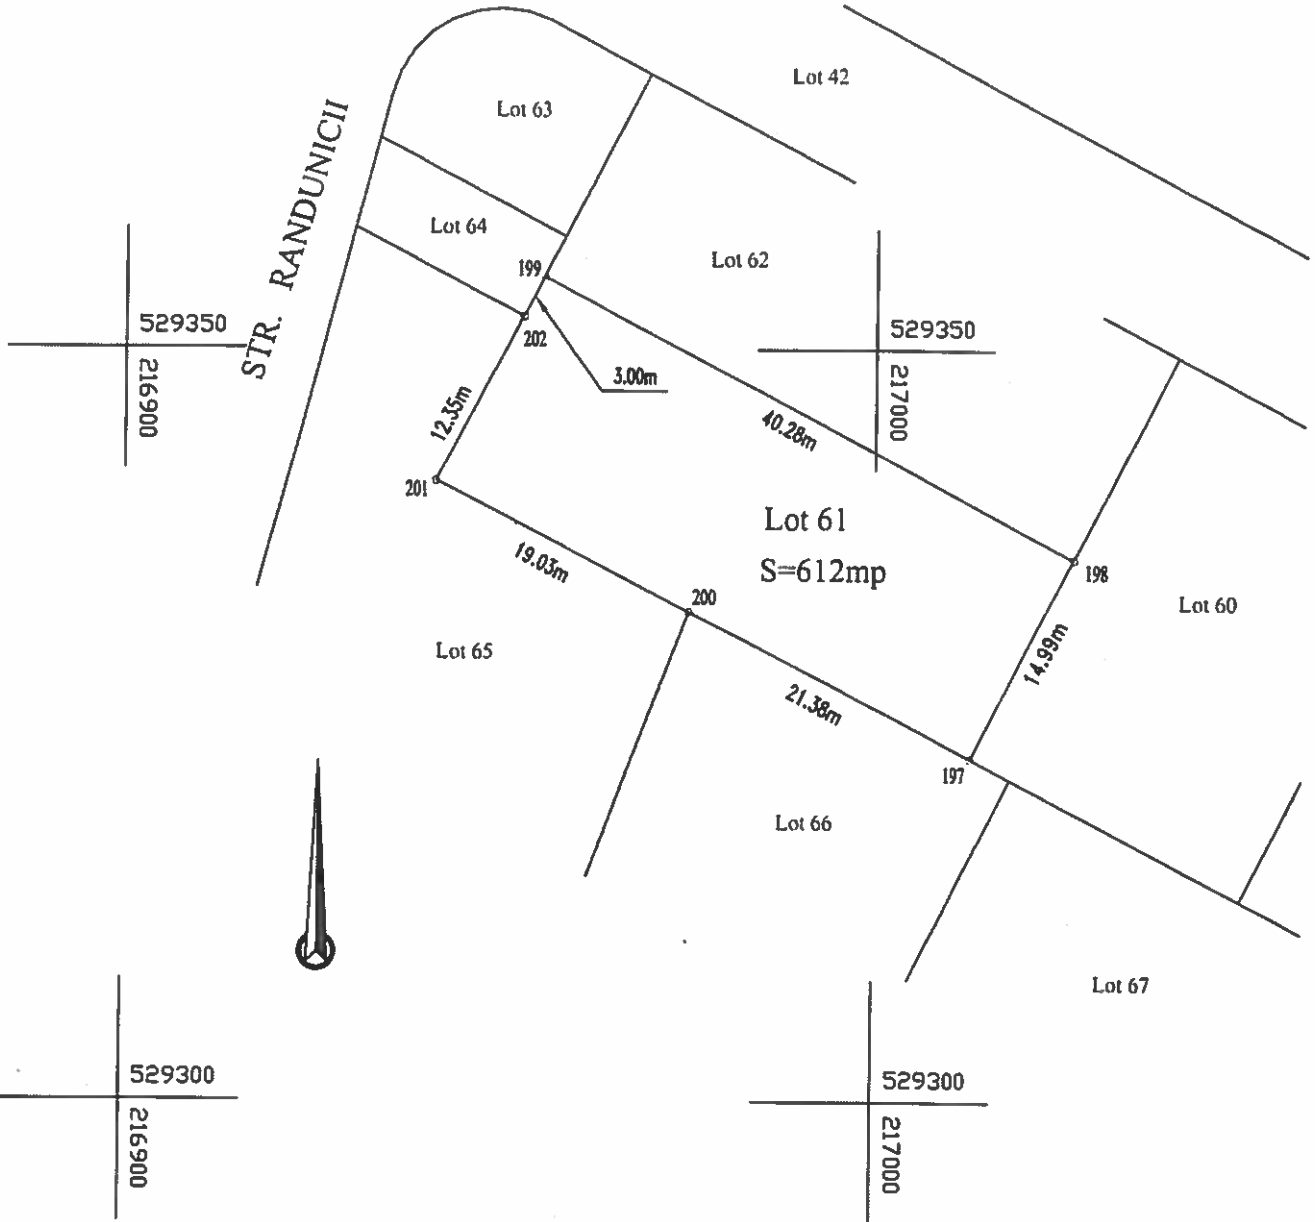 Lot 42
Lot 63
STR. RANDUNICII
Lot 64
Lot 62
199
529350
216900
202
529350
217000
3.00m
12.35m
40.28m
201
Lot 61
S=612mp
19.03m
198
200
Lot 60
Lot 65
14.99m
21.38m
197
Lot 66
Lot 67
529300
216900
529300
217000